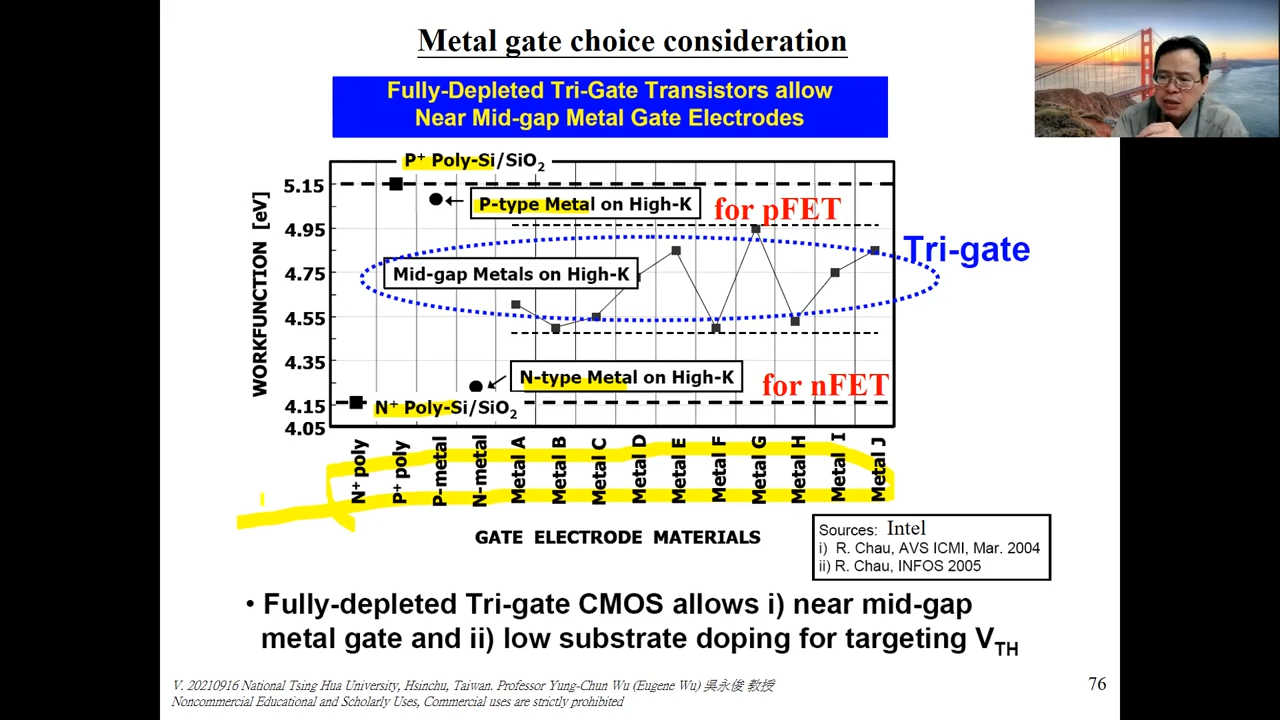 Metal gate choice consideration
Fully-Depleted Tri-Gate Transistors allow
Near Mid-gap Metal Gate Electrodes
P+ Poly-Si/SiO2
5.15
P-type Metal on High-K
for pFET
4.95
Tri-gate
4.75
Mid-gap Metals on High-K
4.55
4.35
N-type Metal on High-K
for nFET
4.15
N+ Poly-Si/SiO2
4.05
WORKFUNCTION [eV]
N+ poly
P+ poly
P-metal
N-metal
Metal A
Metal B
Metal C
Metal D
Metal E
Metal F
Metal G
Metal H
Metal I
Metal J
GATE ELECTRODE MATERIALS
Sources: Intel
i) R. Chau, AVS ICMI, Mar. 2004
ii) R. Chau, INFOS 2005
• Fully-depleted Tri-gate CMOS allows i) near mid-gap
metal gate and ii) low substrate doping for targeting VTH
V. 20210916 National Tsing Hua University, Hsinchu, Taiwan. Professor Yung-Chun Wu (Eugene Wu) 吳永俊 教授
Noncommercial Educational and Scholarly Uses, Commercial uses are strictly prohibited
76